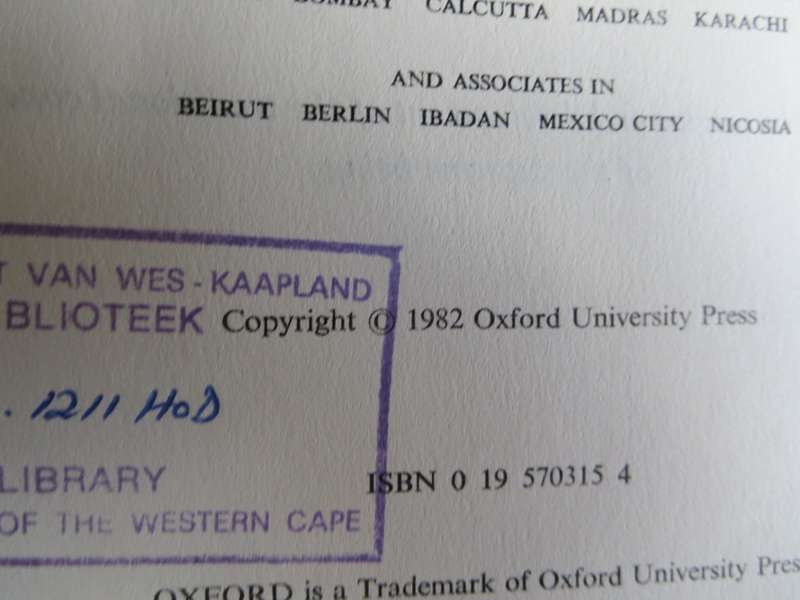 BOMBAY CALCUTTA MADRAS KARACHI
AND ASSOCIATES IN
BEIRUT BERLIN IBADAN MEXICO CITY NICOSIA
VAN WES-KAAPLAND
BLIOTEEK
Copyright © 1982 Oxford University Press
. 1211 HOD
LIBRARY
ISBN 0 19 570315 4
OF THE WESTERN CAPE
OXFORD is a Trademark of Oxford University Pres